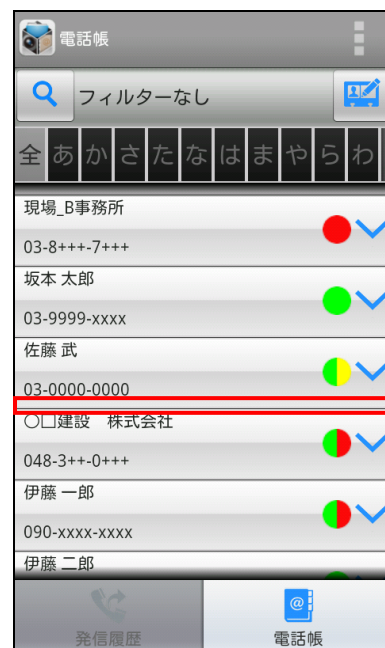 電話帳
フィルターなし
全 あ か さ た な は ま や ら わ
現場_B事務所
03-8++-7+++
坂本 太郎
03-9999-xxxx
佐藤 武
03-0000-0000
○□建設　株式会社
048-3++-0+++
伊藤 一郎
090-xxxx-xxxx
伊藤 二郎
発信履歴
電話帳